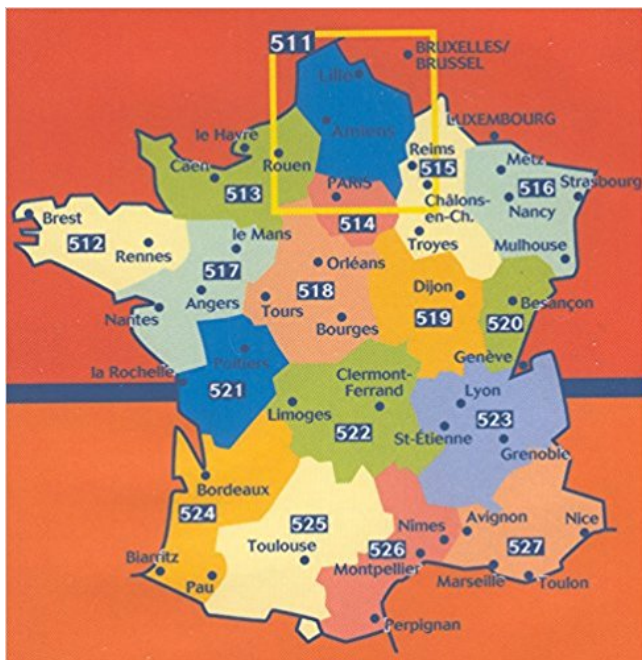 511
BRUXELLES/
BRUSSEL
Lille
LUXEMBOURG
le Havre
Amiens
Reims
Metz
Rouen
515
Caen
516
Strasbourg
513
PARIS
Châlons-
en-Ch.
Nancy
Brest
514
512
le Mans
Troyes
Rennes
Mulhouse
517
Orléans
518
Dijon
Angers
Tours
519
520
Besançon
Nantes
Bourges
Genève
Poitiers
la Rochelle
Clermont-
Ferrand
521
Lyon
Limoges
523
522
St-Étienne
Grenoble
Bordeaux
524
525
Nîmes
Avignon
Nice
Toulouse
526
527
Biarritz
Montpellier
Pau
Marseille
Toulon
Perpignan